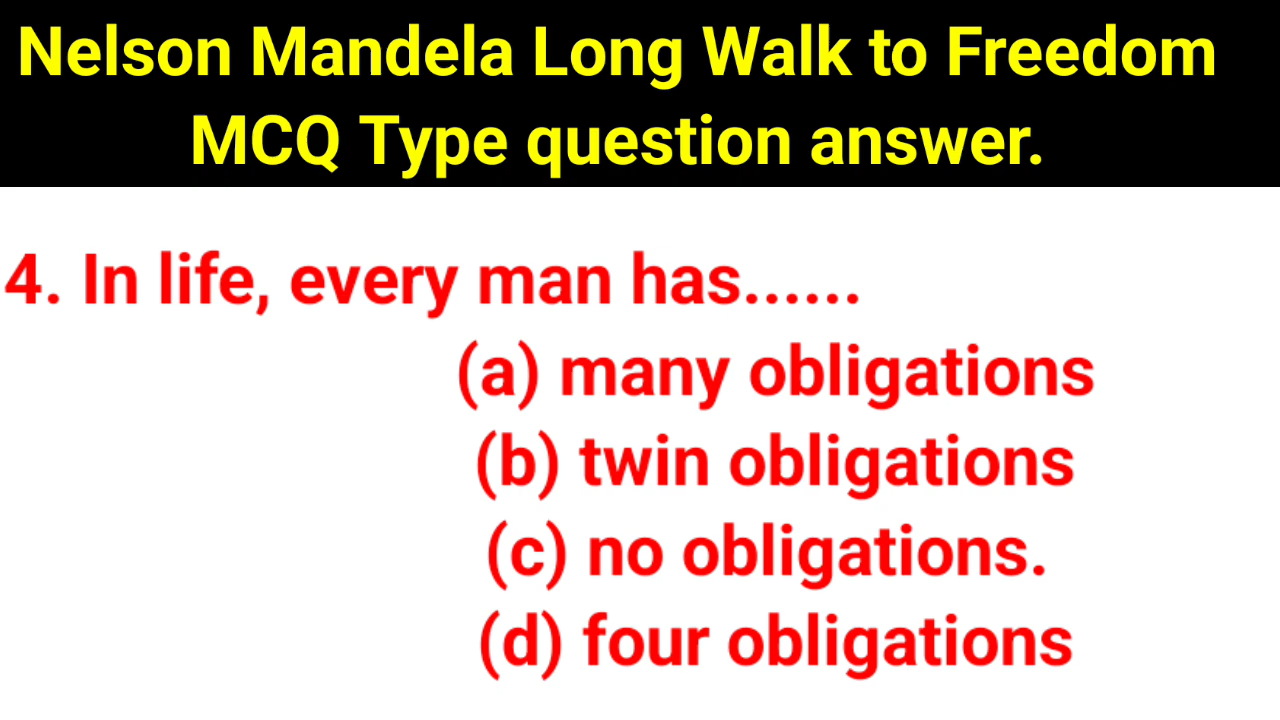 Nelson Mandela Long Walk to Freedom
MCQ Type question answer.
4. In life, every man has......
(a) many obligations
(b) twin obligations
(c) no obligations.
(d) four obligations